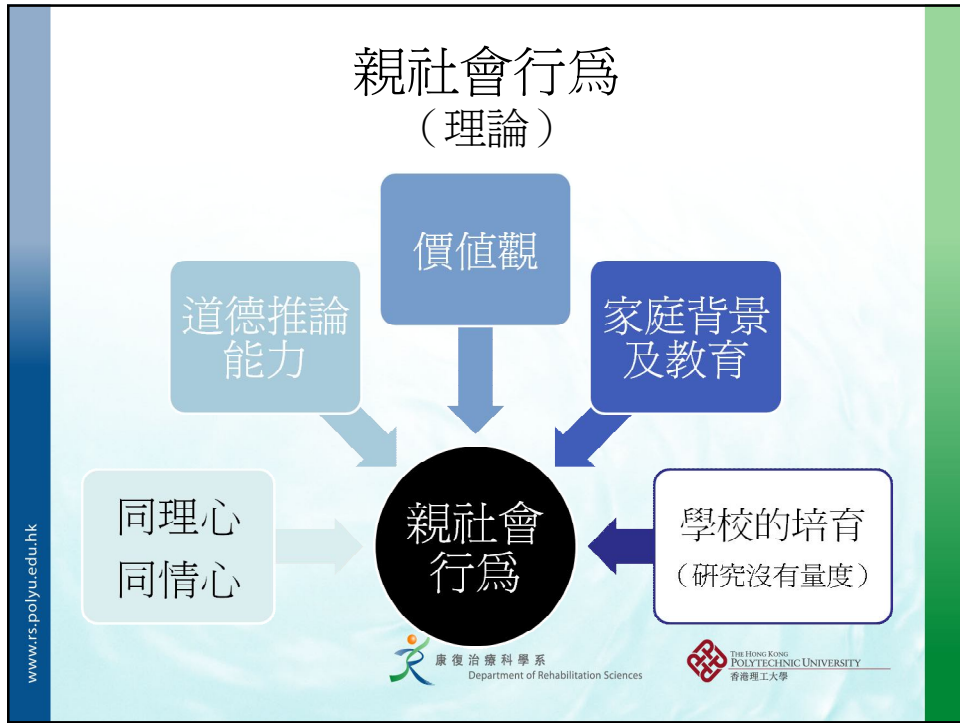 親社會行為
（理論）
價值觀
道德推論
能力
家庭背景
及教育
同理心
同情心
親社會
行為
學校的培育
（研究沒有量度）
www.rs.polyu.edu.hk
康復治療科學系
Department of Rehabilitation Sciences
THE HONG KONG
POLYTECHNIC UNIVERSITY
香港理工大學